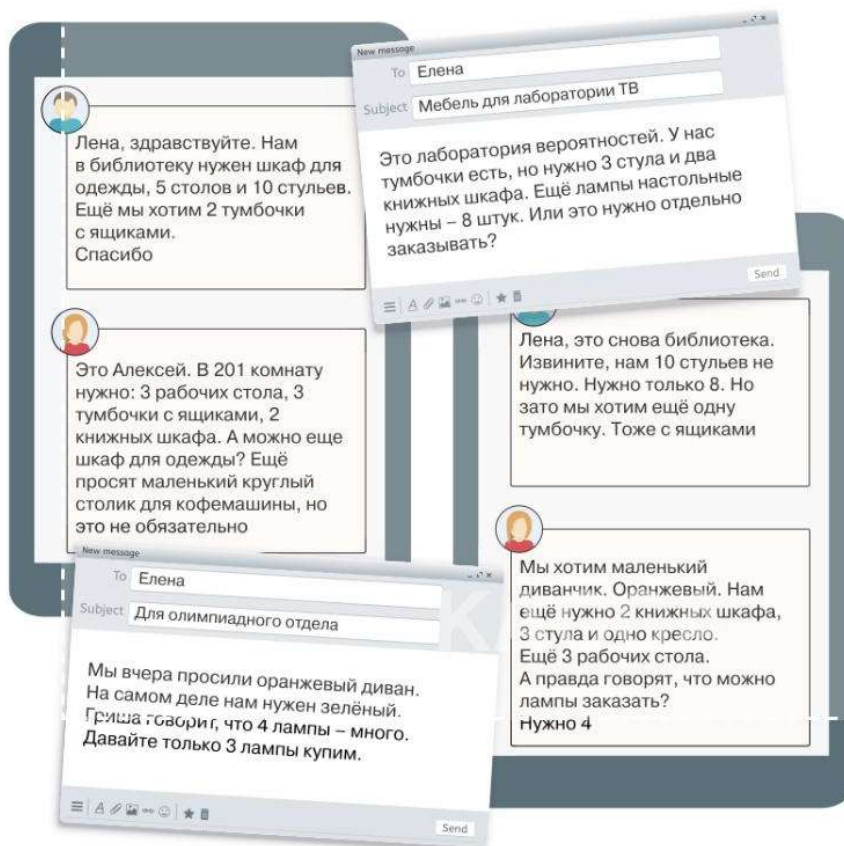 Лена, здравствуйте. Нам
в библиотеку нужен шкаф для
одежды, 5 столов и 10 стульев.
Ещё мы хотим 2 тумбочки
с ящиками.
Спасибо
New message
To Елена
Subject Мебель для лаборатории ТВ
Это лаборатория вероятностей. У нас
тумбочки есть, но нужно 3 стула и два
книжных шкафа. Ещё лампы настольные
нужны – 8 штук. Или это нужно отдельно
заказывать?
Send
Это Алексей. В 201 комнату
нужно: 3 рабочих стола, 3
тумбочки с ящиками, 2
книжных шкафа. А можно еще
шкаф для одежды? Ещё
просят маленький круглый
столик для кофемашины, но
это не обязательно
Лена, это снова библиотека.
Извините, нам 10 стульев не
нужно. Нужно только 8. Но
зато мы хотим ещё одну
тумбочку. Тоже с ящиками
Мы хотим маленький
диванчик. Оранжевый. Нам
ещё нужно 2 книжных шкафа,
3 стула и одно кресло.
Ещё 3 рабочих стола.
А правда говорят, что можно
лампы заказать?
Нужно 4
New message
To Елена
Subject Для олимпиадного отдела
Мы вчера просили оранжевый диван.
На самом деле нам нужен зелёный.
Гриша говорит, что 4 лампы – много.
Давайте только 3 лампы купим.
Send